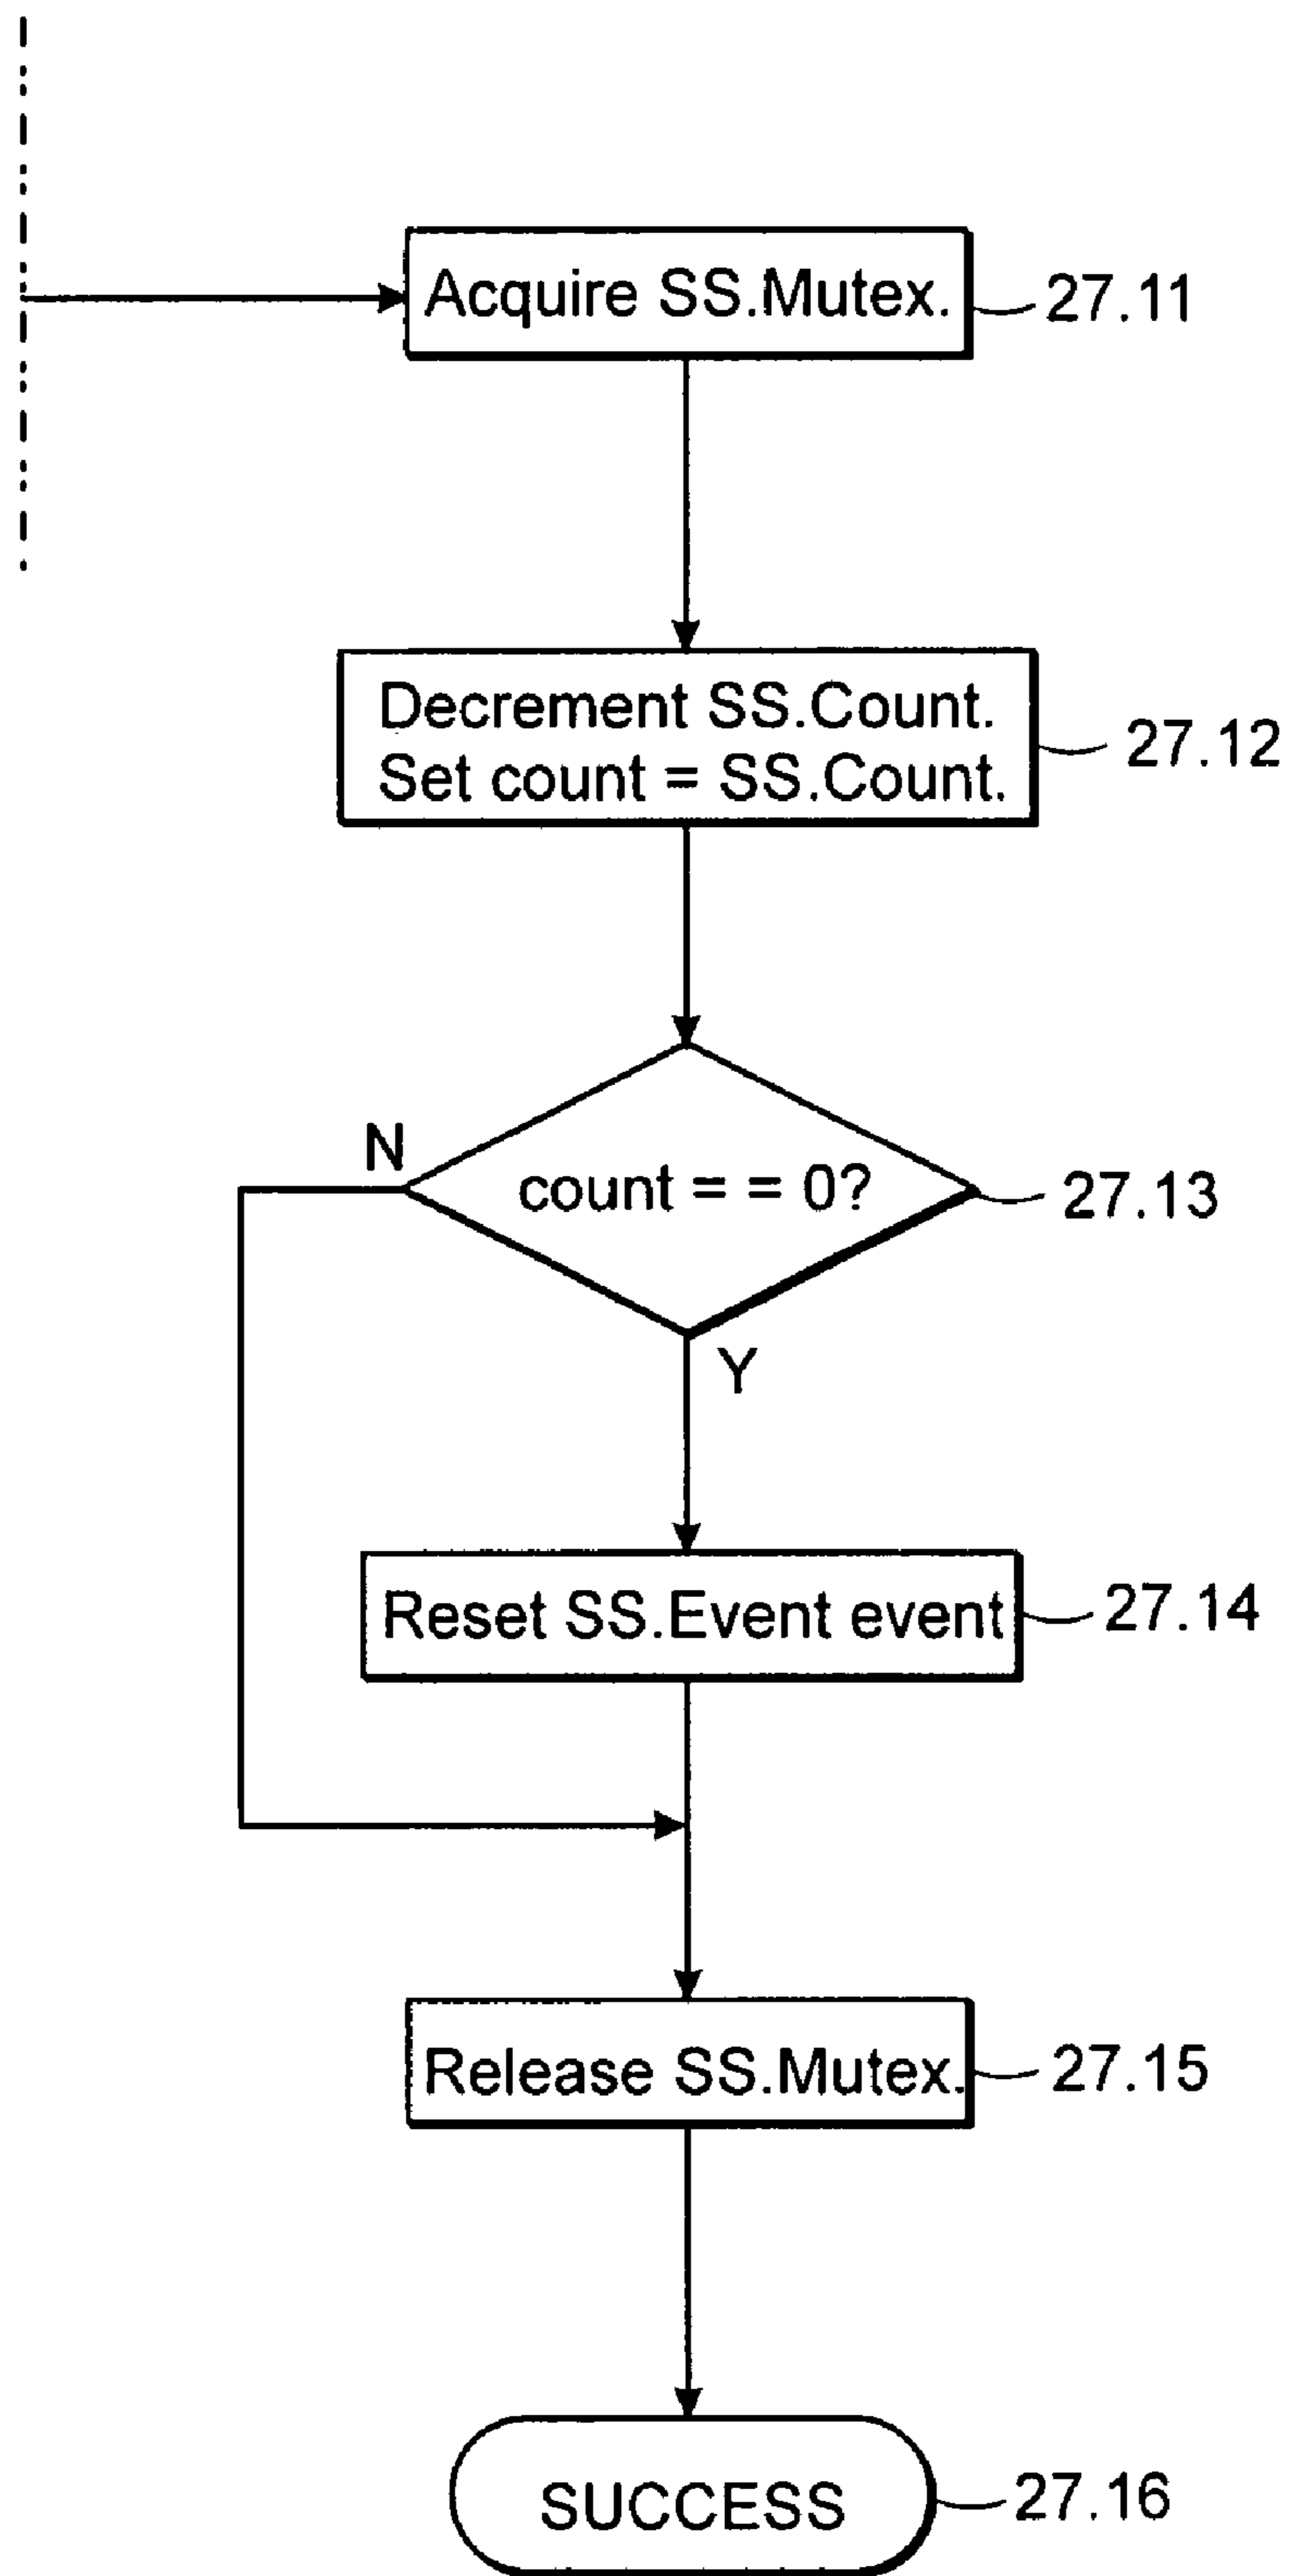 Acquire SS.Mutex.
27.11
Decrement SS.Count.
Set count = SS.Count.
27.12
N
count = = 0?
27.13
Y
Reset SS.Event event
27.14
Release SS.Mutex.
27.15
SUCCESS
27.16